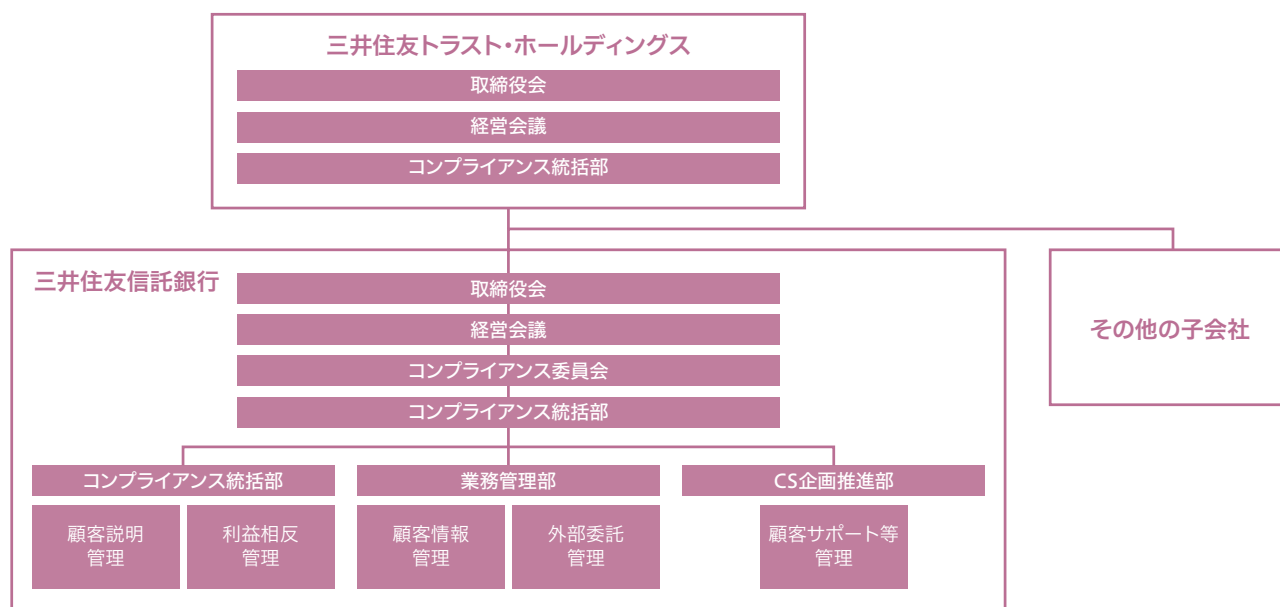 三井住友トラスト・ホールディングス
取締役会
経営会議
コンプライアンス統括部
三井住友信託銀行
取締役会
経営会議
コンプライアンス委員会
コンプライアンス統括部
その他の子会社
コンプライアンス統括部
業務管理部
CS企画推進部
顧客説明
管理
利益相反
管理
顧客情報
管理
外部委託
管理
顧客サポート等
管理